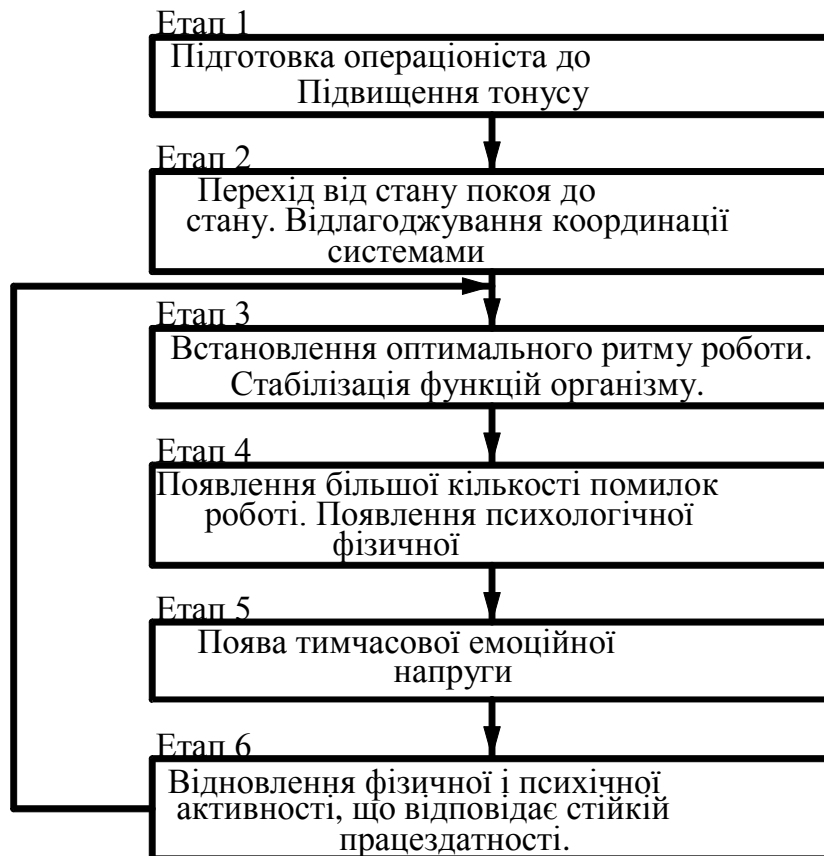 Етап 1
Підготовка операціоніста до
Підвищення тонусу
Етап 2
Перехід від стану покоя до
стану. Відлагоджування координації
системами
Етап 3
Встановлення оптимального ритму роботи.
Стабілізація функцій організму.
Етап 4
Появлення більшої кількості помилок
роботі. Появлення психологічної
фізичної
Етап 5
Поява тимчасової емоційної
напруги
Етап 6
Відновлення фізичної і психічної
активності, що відповідає стійкій
працездатності.